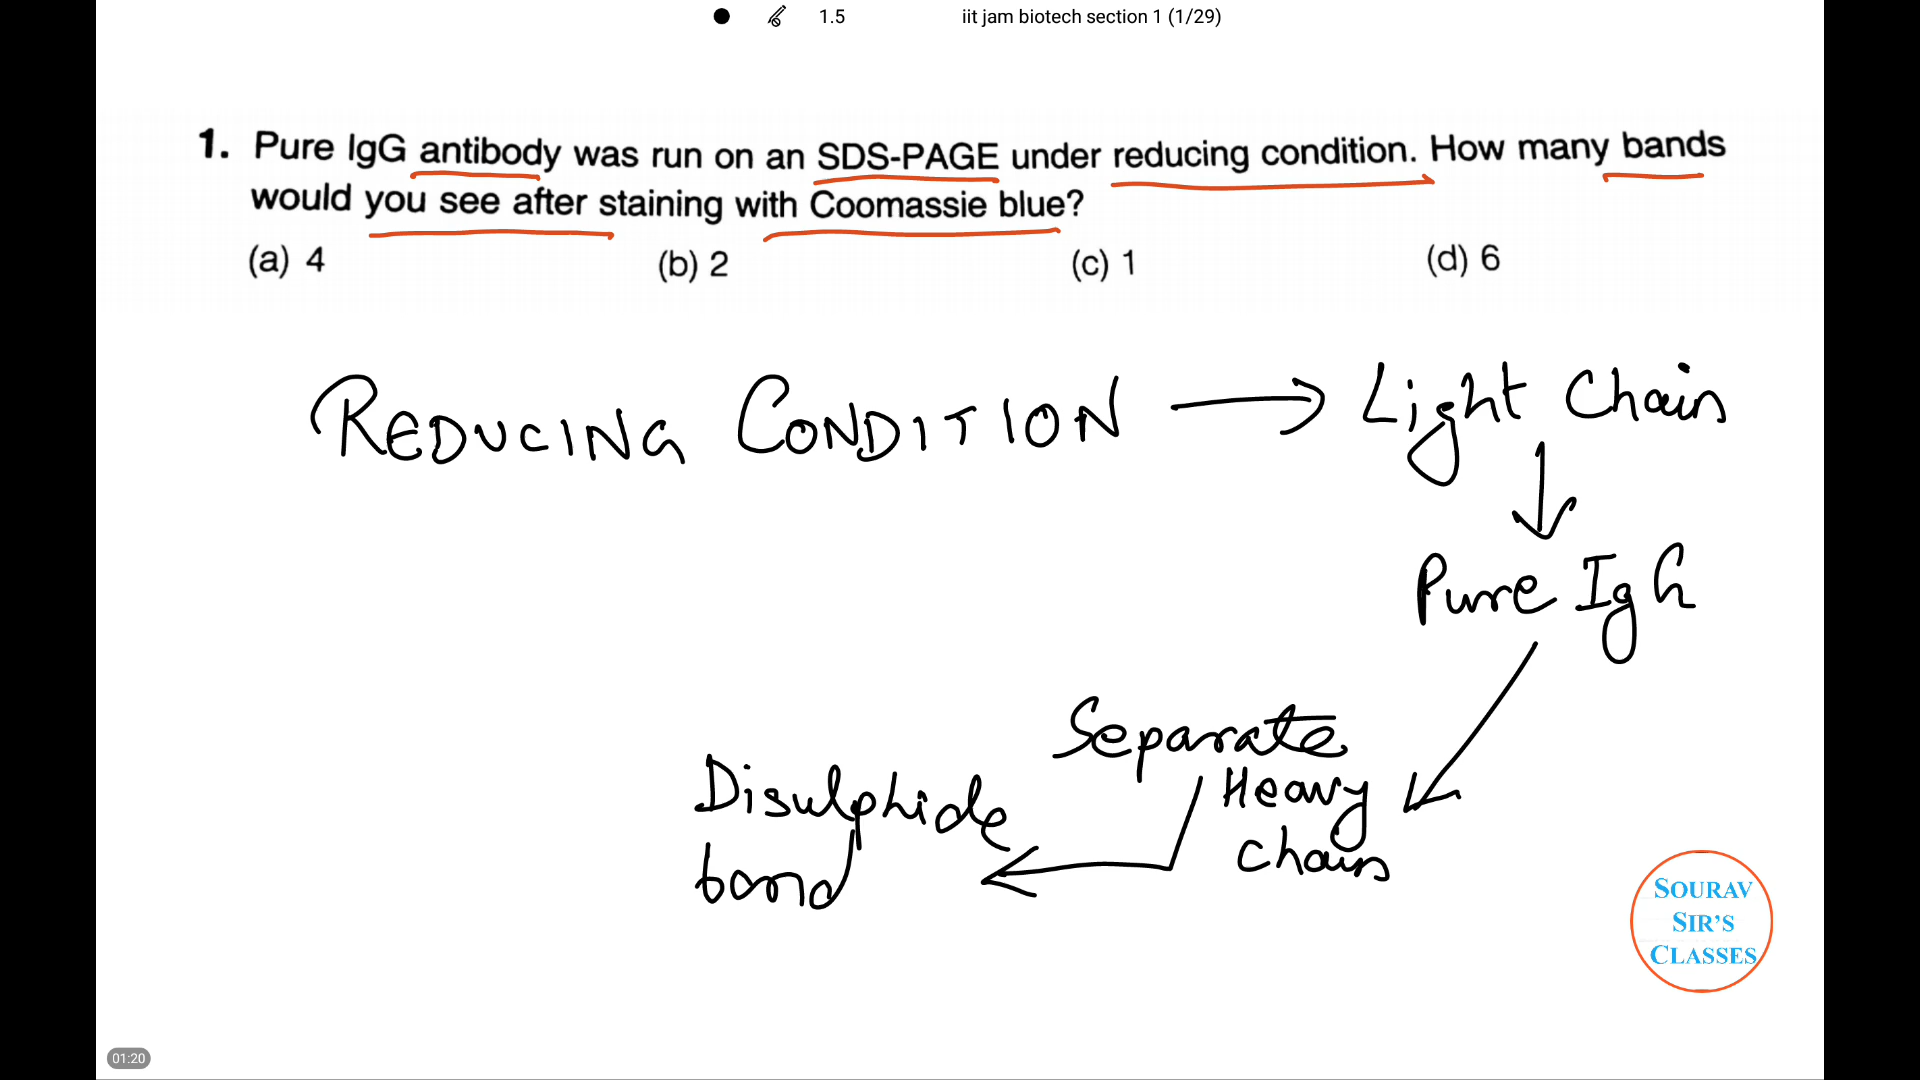 1.5 iit jam biotech section 1 (1/29)
1. Pure IgG antibody was run on an SDS-PAGE under reducing condition. How many bands
would you see after staining with Coomassie blue?
(a) 4 (b) 2 (c) 1 (d) 6
REDUCING CONDITION → Light Chain
Pure IgG
Separate
Heavy
Chain
Disulphide
bond
SOURAV
SIR'S
CLASSES
01:20